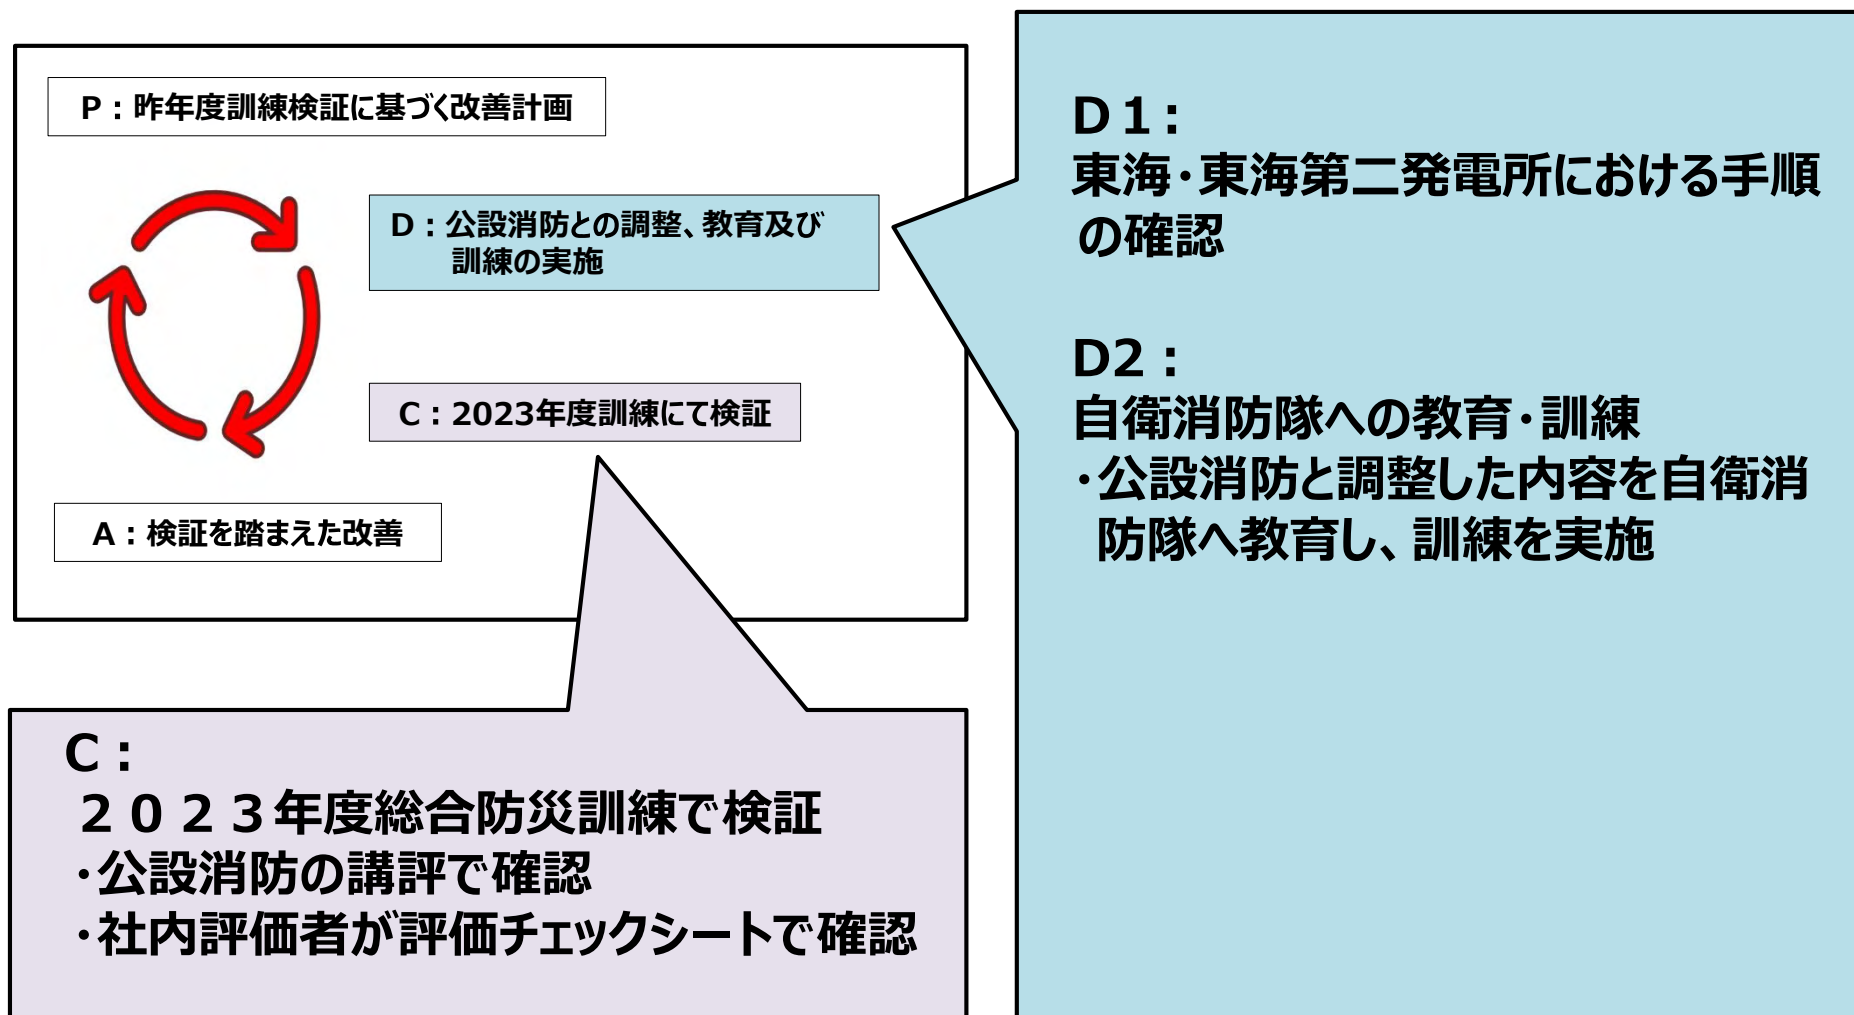 P：昨年度訓練検証に基づく改善計画
D：公設消防との調整、教育及び
訓練の実施
C：2023年度訓練にて検証
A：検証を踏まえた改善
D１：
東海・東海第二発電所における手順
の確認
D2：
自衛消防隊への教育・訓練
・公設消防と調整した内容を自衛消
防隊へ教育し、訓練を実施
C：
２０２３年度総合防災訓練で検証
・公設消防の講評で確認
・社内評価者が評価チェックシートで確認